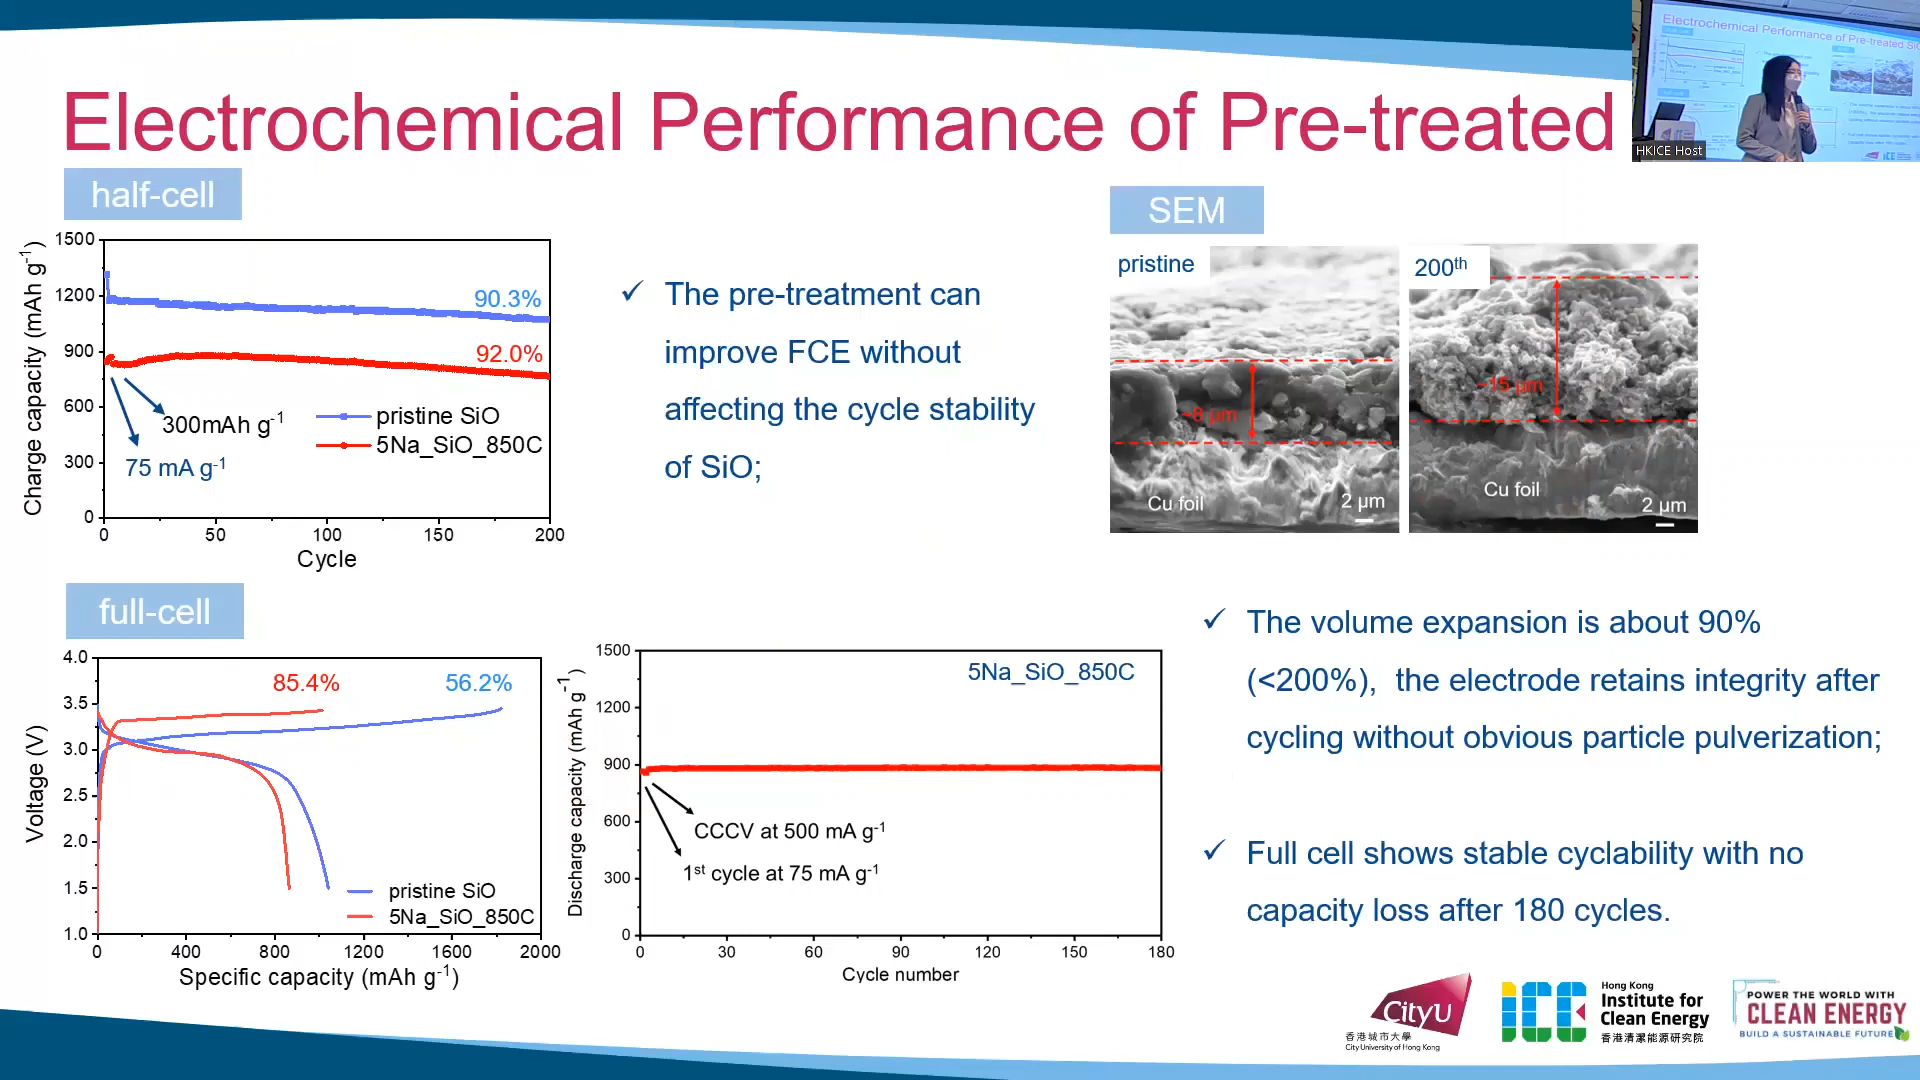 Electrochemical Performance of Pre-treated
HKICE Host
half-cell
1500
1200
900
600
300
0
Charge capacity (mAh g-1)
90.3%
92.0%
300mAh g-1
75 mA g-1
pristine SiO
5Na_SiO_850C
0 50 100 150 200
Cycle
✓ The pre-treatment can
improve FCE without
affecting the cycle stability
of SiO;
SEM
pristine
~8 μm
Cu foil
2 μm
200th
~15 μm
Cu foil
2 μm
full-cell
4.0
3.5
3.0
2.5
2.0
1.5
1.0
Voltage (V)
85.4%
56.2%
pristine SiO
5Na_SiO_850C
0 400 800 1200 1600 2000
Specific capacity (mAh g-1)
1500
1200
900
600
300
0
Discharge capacity (mAh g-1)
5Na_SiO_850C
CCCV at 500 mA g-1
1st cycle at 75 mA g-1
0 30 60 90 120 150 180
Cycle number
✓ The volume expansion is about 90%
(<200%), the electrode retains integrity after
cycling without obvious particle pulverization;
✓ Full cell shows stable cyclability with no
capacity loss after 180 cycles.
CityU
香港城市大學
City University of Hong Kong
ICE
Hong Kong
Institute for
Clean Energy
香港清潔能源研究院
POWER THE WORLD WITH
CLEAN ENERGY
BUILD A SUSTAINABLE FUTURE